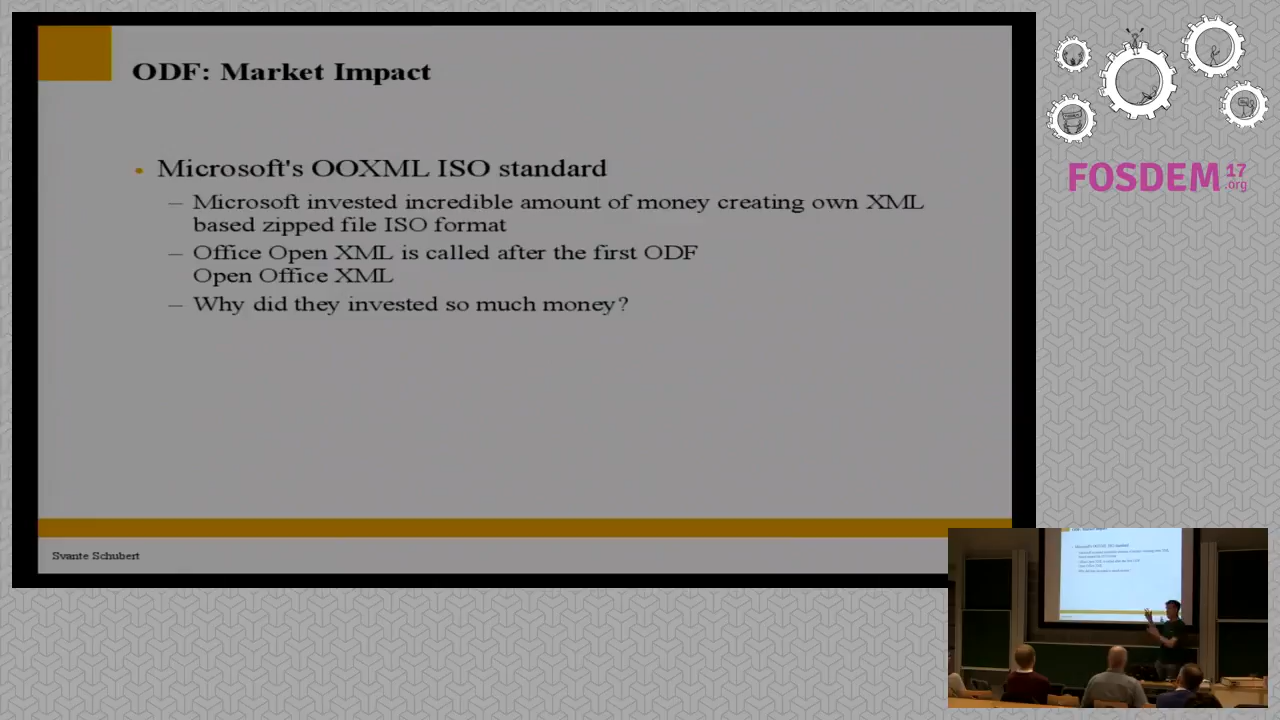 ODF: Market Impact
• Microsoft's OOXML ISO standard
– Microsoft invested incredible amount of money creating own XML
based zipped file ISO format
– Office Open XML is called after the first ODF
Open Office XML
– Why did they invested so much money?
Svante Schubert
FOSDEM 17
.org